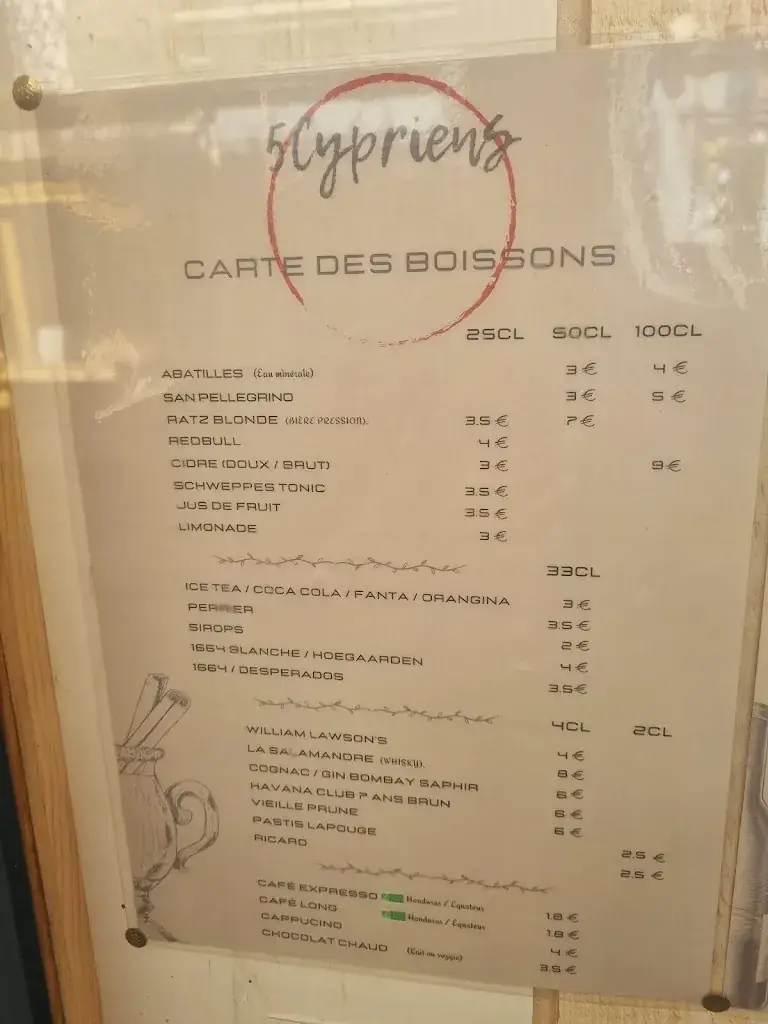 5Cypriens
CARTE DES BOISSONS
25CL 50CL 100CL
ABATILLES (Eau minérale) 3 € 4 €
SAN PELLEGRINO 3 € 5 €
RATZ BLONDE (BIÈRE PRESSION). 3.5 € 7 €
REDBULL 4 €
CIDRE (DOUX / BRUT) 3 € 9 €
SCHWEPPES TONIC 3.5 €
JUS DE FRUIT 3.5 €
LIMONADE 3 €
33CL
ICE TEA / COCA COLA / FANTA / ORANGINA 3 €
PERRIER 3.5 €
SIROPS 2 €
1664 BLANCHE / HOEGAARDEN 4 €
1664 / DESPERADOS 3.5 €
4CL 2CL
WILLIAM LAWSON'S 4 €
LA SALAMANDRE (WHISKY). 8 €
COGNAC / GIN BOMBAY SAPHIR 6 €
HAVANA CLUB 7 ANS BRUN 6 €
VIEILLE PRUNE 6 €
PASTIS LAPOUGE 2.5 €
RICARD 2.5 €
CAFÉ EXPRESSO Honduras / Équateur 1.8 €
CAFÉ LONG Honduras / Équateur 1.8 €
CAPPUCINO 4 €
CHOCOLAT CHAUD (Lait ou veggie) 3.5 €